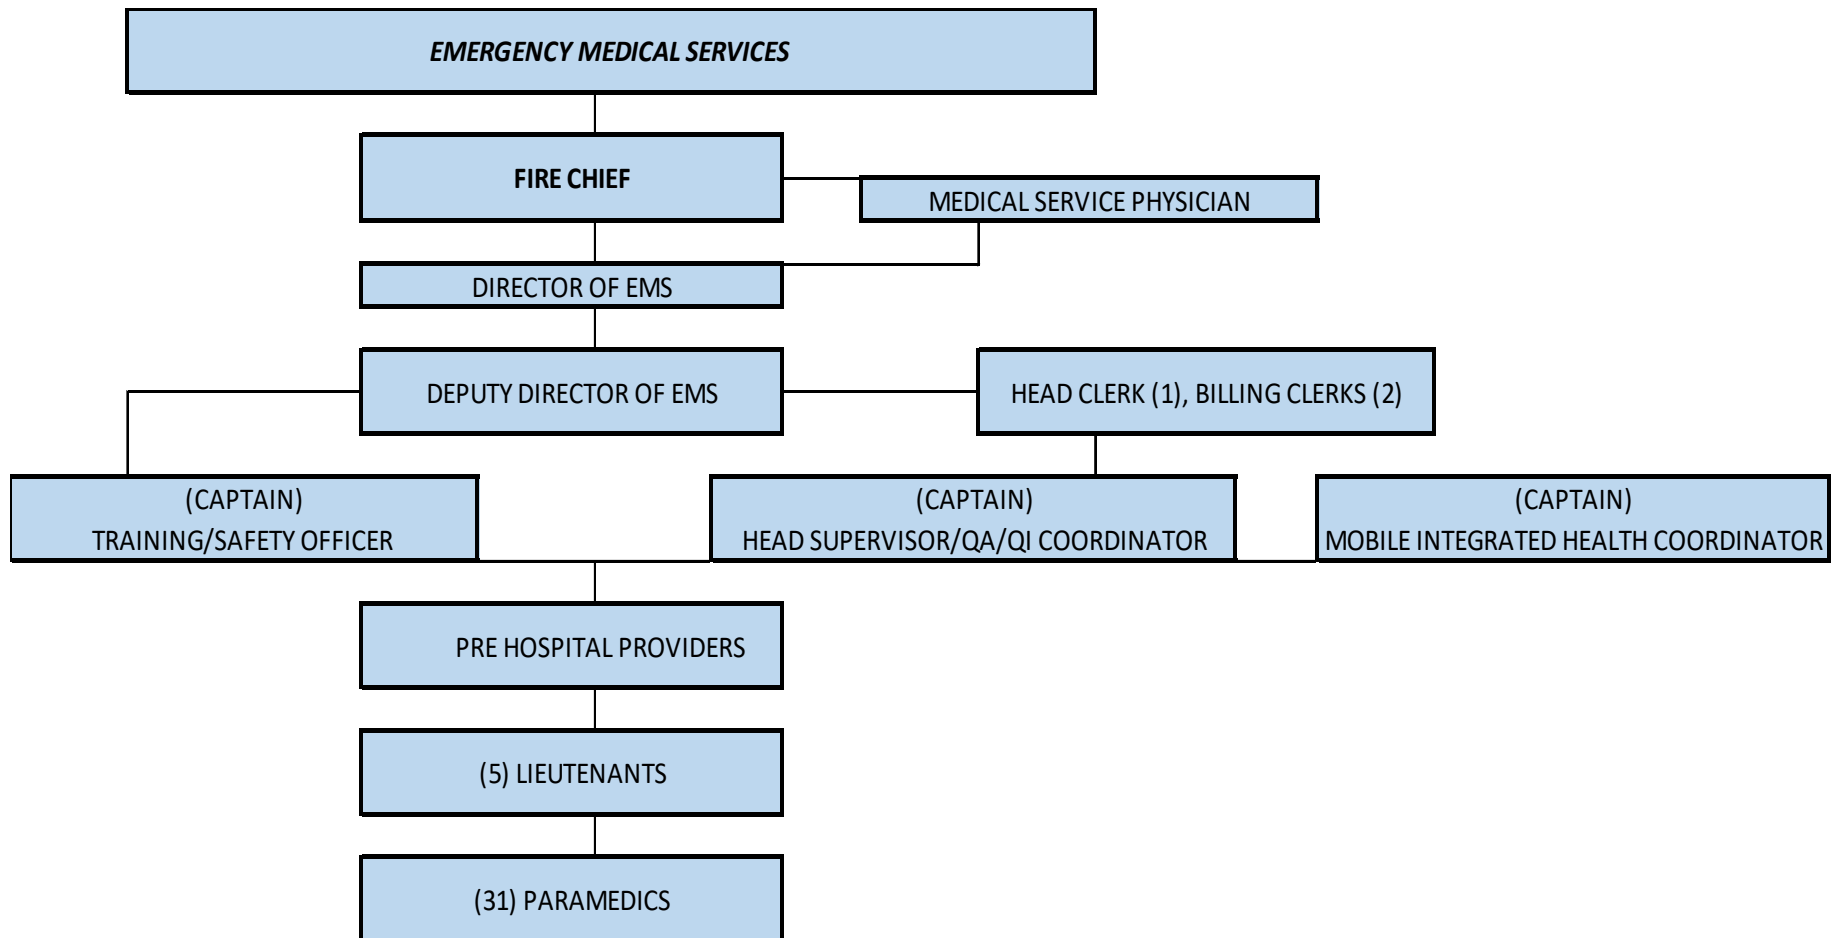 EMERGENCY MEDICAL SERVICES
FIRE CHIEF
MEDICAL SERVICE PHYSICIAN
DIRECTOR OF EMS
DEPUTY DIRECTOR OF EMS
HEAD CLERK (1), BILLING CLERKS (2)
(CAPTAIN)
TRAINING/SAFETY OFFICER
(CAPTAIN)
HEAD SUPERVISOR/QA/QI COORDINATOR
(CAPTAIN)
MOBILE INTEGRATED HEALTH COORDINATOR
PRE HOSPITAL PROVIDERS
(5) LIEUTENANTS
(31) PARAMEDICS